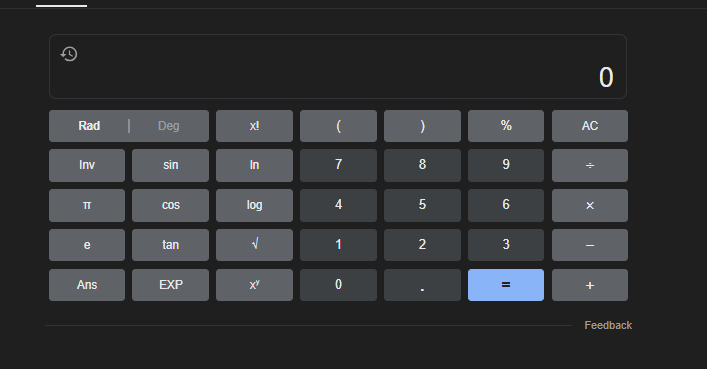 0
Rad | Deg x! ( ) % AC
Inv sin ln 7 8 9 ÷
π cos log 4 5 6 ×
e tan √ 1 2 3 −
Ans EXP xʸ 0 . = +
Feedback